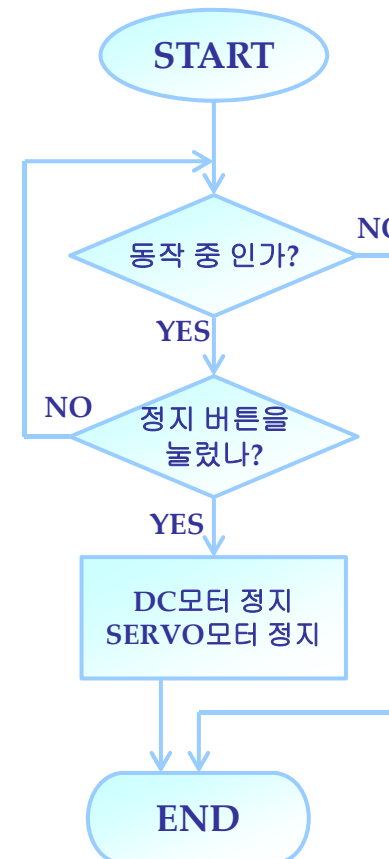 START
동작 중 인가?
NO
YES
정지 버튼을
눌렀나?
NO
YES
DC모터 정지
SERVO모터 정지
END